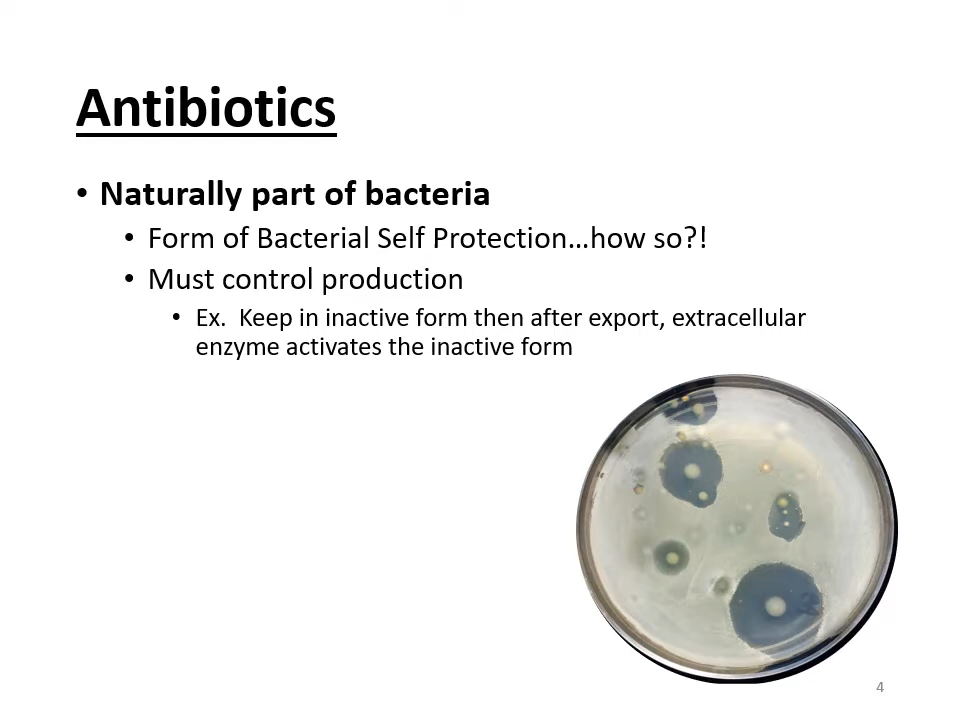 Antibiotics
• Naturally part of bacteria
• Form of Bacterial Self Protection…how so?!
• Must control production
• Ex.  Keep in inactive form then after export, extracellular
enzyme activates the inactive form
4